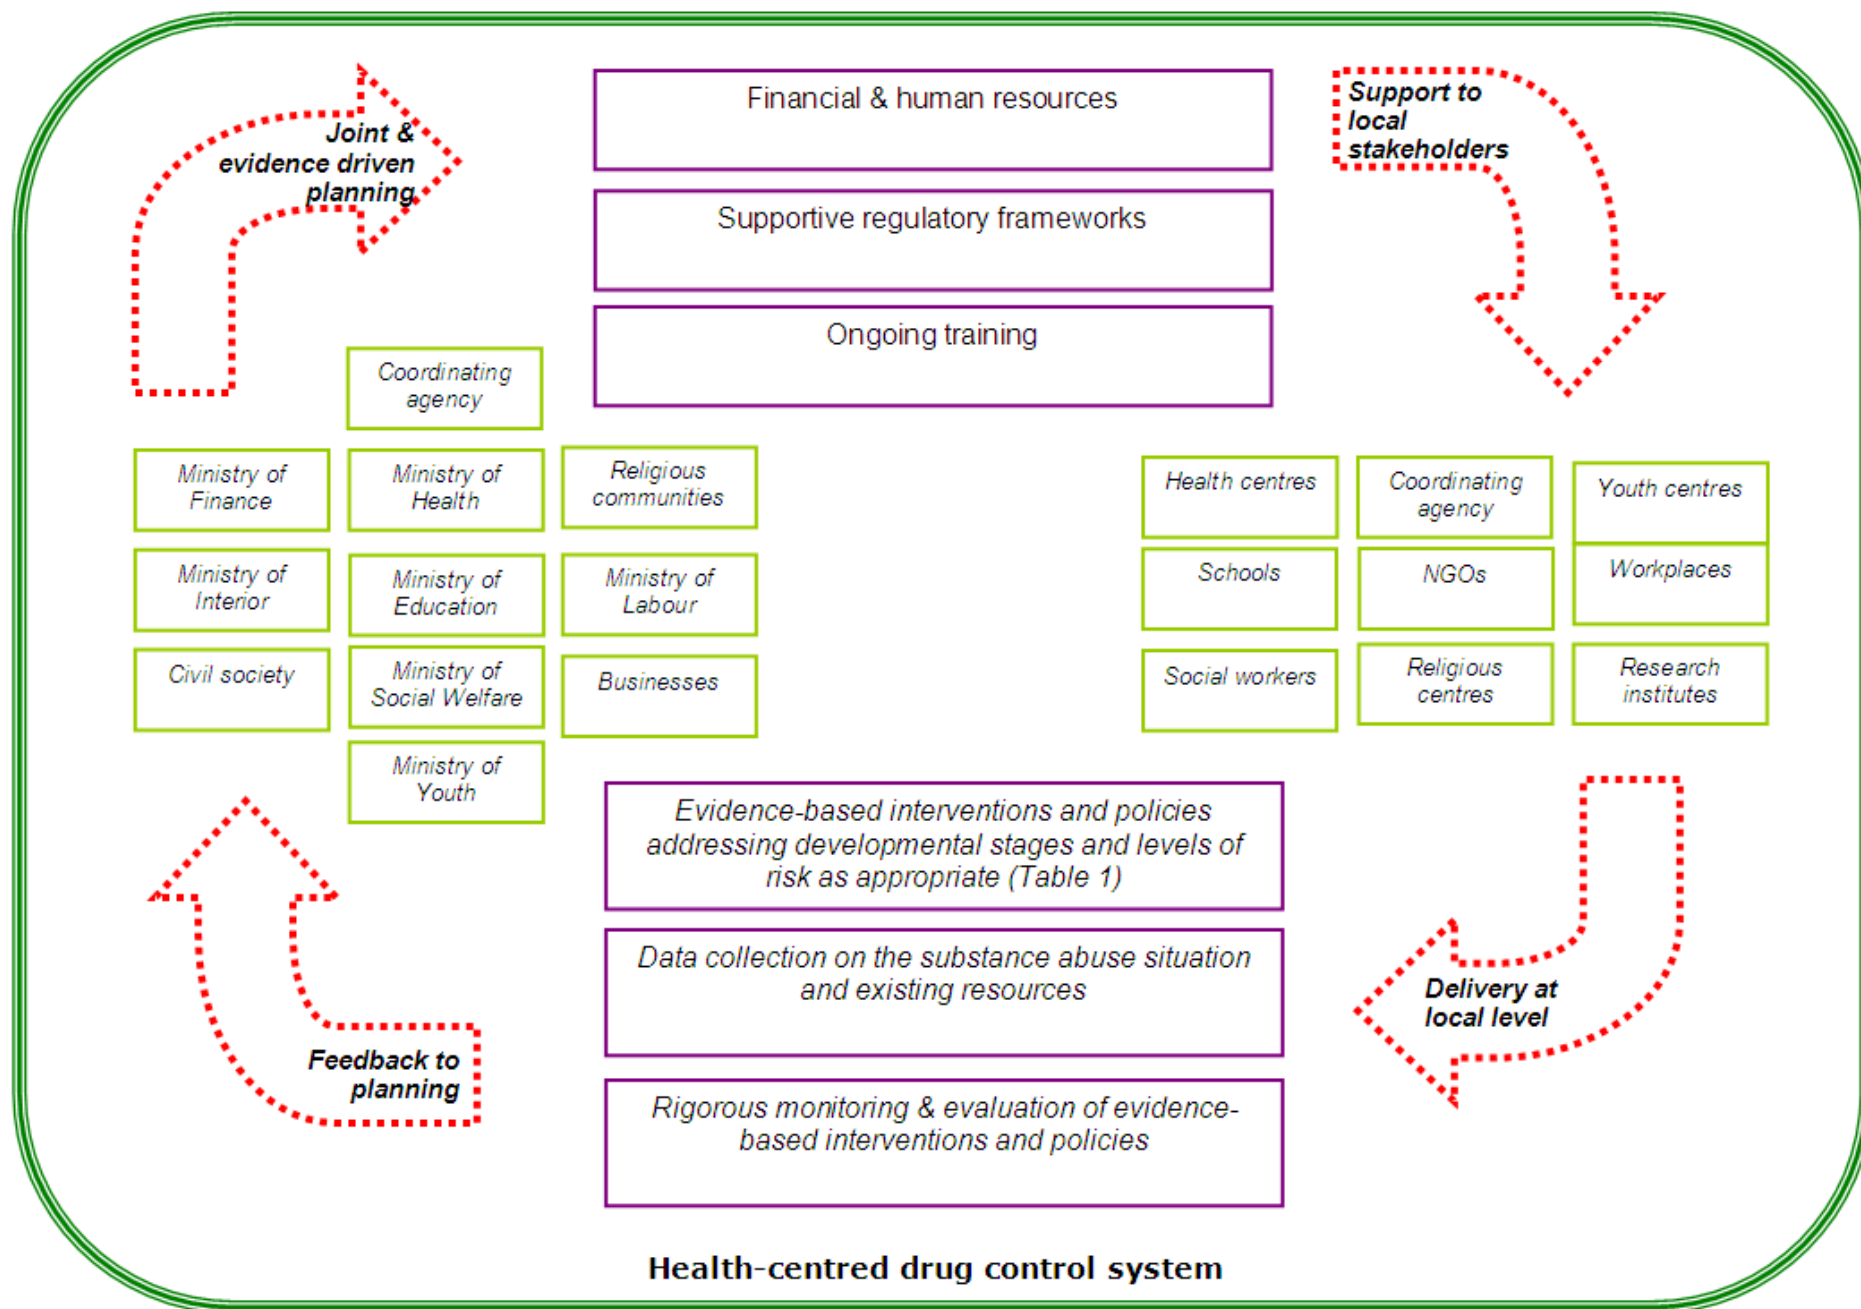 Joint &
evidence driven
planning
Financial & human resources
Supportive regulatory frameworks
Ongoing training
Support to
local
stakeholders
Coordinating
agency
Ministry of
Finance
Ministry of
Health
Religious
communities
Ministry of
Interior
Ministry of
Education
Ministry of
Labour
Civil society
Ministry of
Social Welfare
Businesses
Ministry of
Youth
Health centres
Coordinating
agency
Youth centres
Schools
NGOs
Workplaces
Social workers
Religious
centres
Research
institutes
Evidence-based interventions and policies
addressing developmental stages and levels of
risk as appropriate (Table 1)
Data collection on the substance abuse situation
and existing resources
Rigorous monitoring & evaluation of evidence-
based interventions and policies
Delivery at
local level
Feedback to
planning
Health-centred drug control system